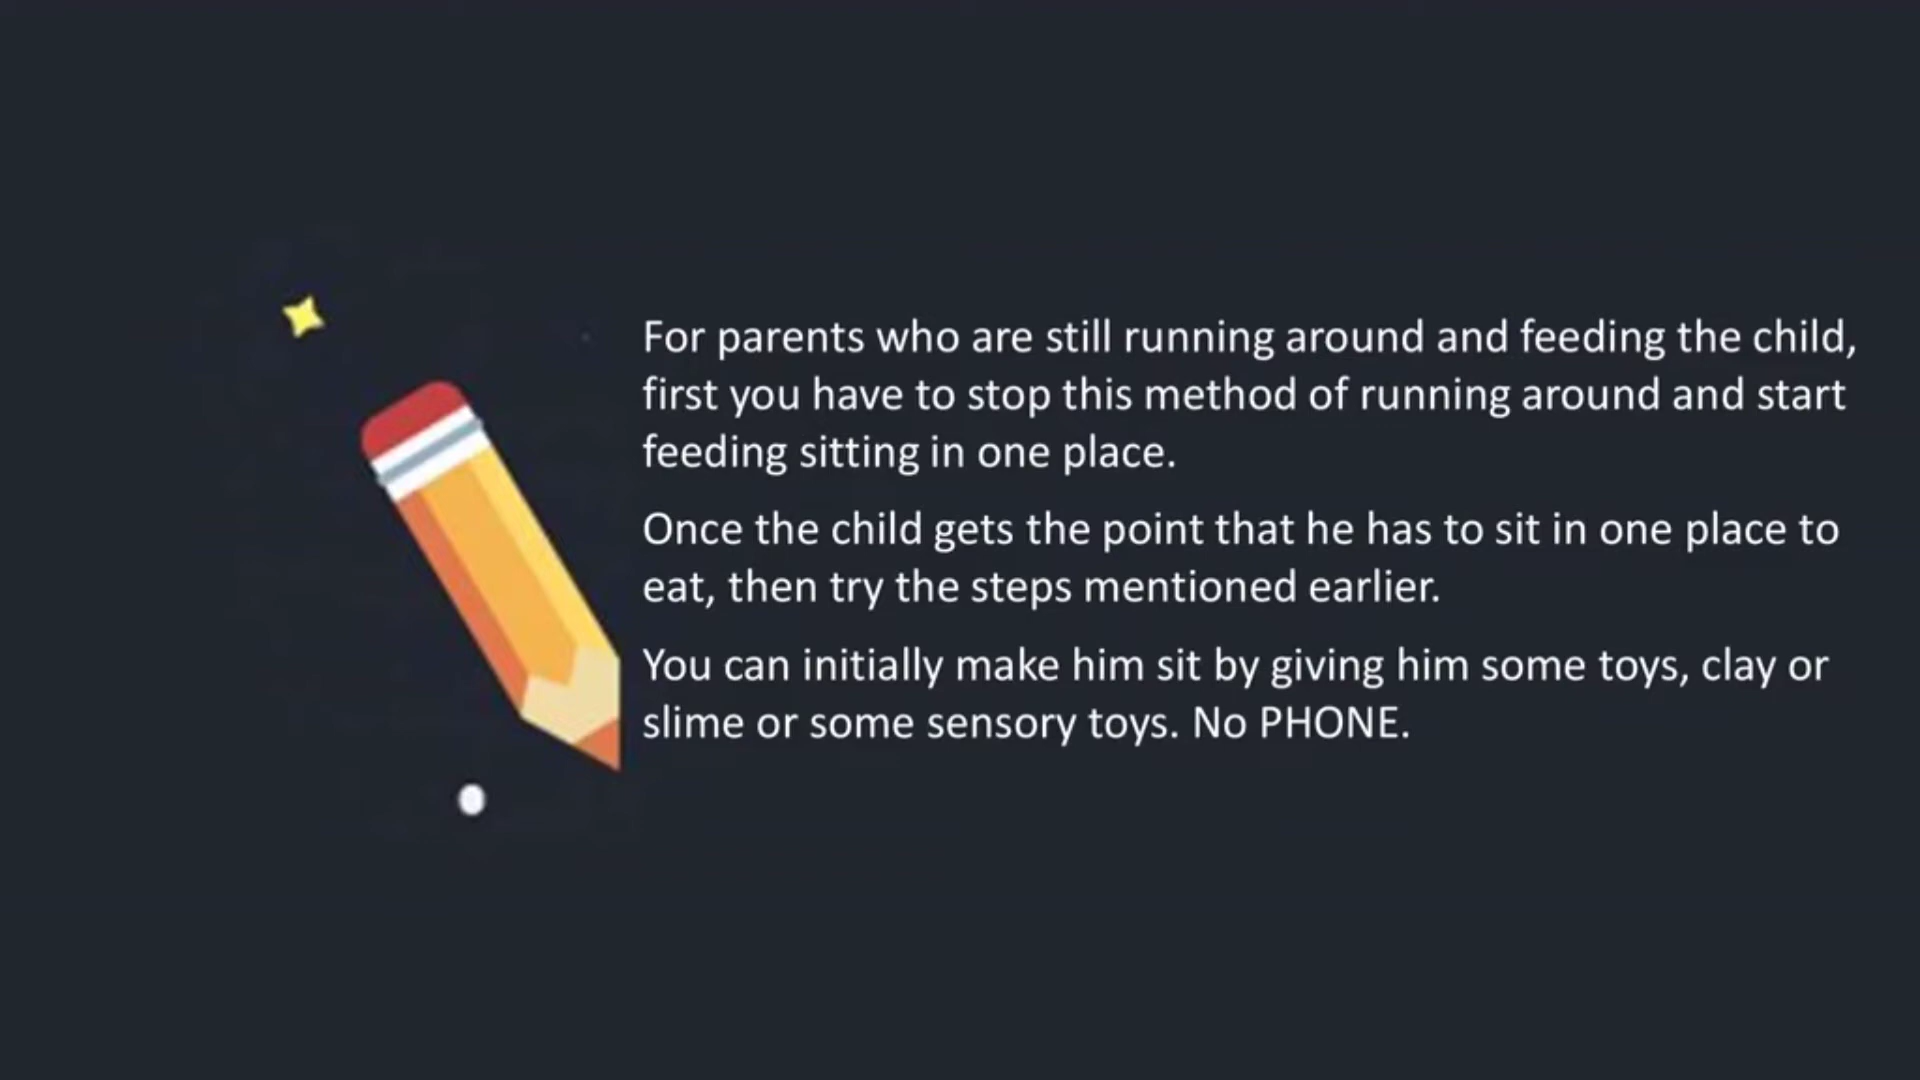 For parents who are still running around and feeding the child,
first you have to stop this method of running around and start
feeding sitting in one place.
Once the child gets the point that he has to sit in one place to
eat, then try the steps mentioned earlier.
You can initially make him sit by giving him some toys, clay or
slime or some sensory toys. No PHONE.